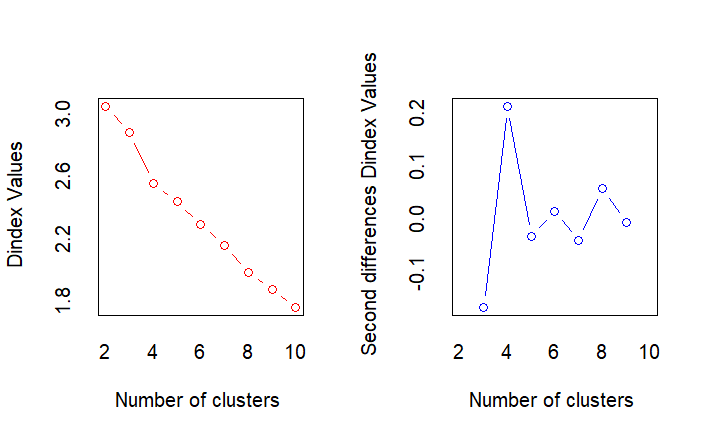 Dindex Values
3.0
2.6
2.2
1.8
2 4 6 8 10
Number of clusters
Second differences Dindex Values
0.2
0.1
0.0
-0.1
2 4 6 8 10
Number of clusters